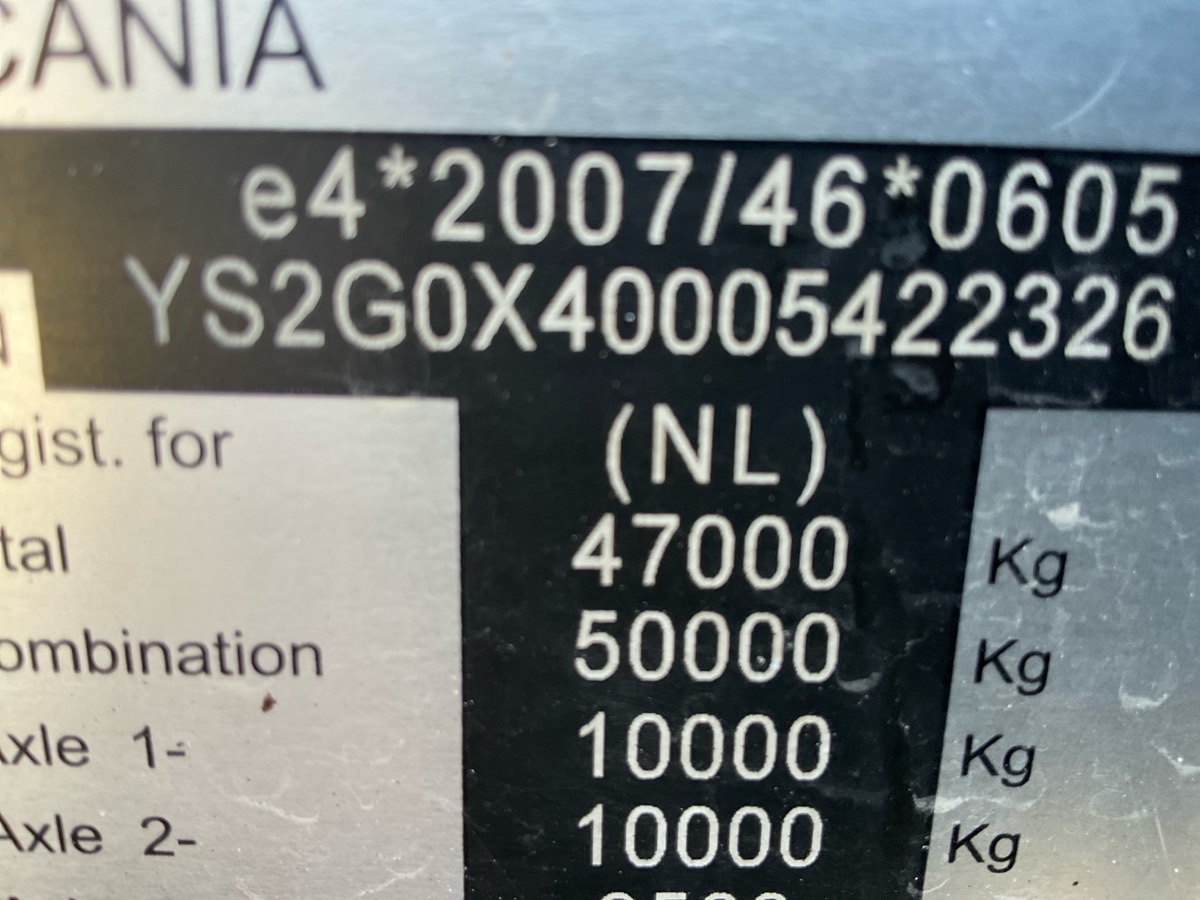 CANIA
e4*2007/46*0605
YS2G0X40005422326
gist. for (NL)
tal 47000 Kg
ombination 50000 Kg
Axle 1- 10000 Kg
Axle 2- 10000 Kg